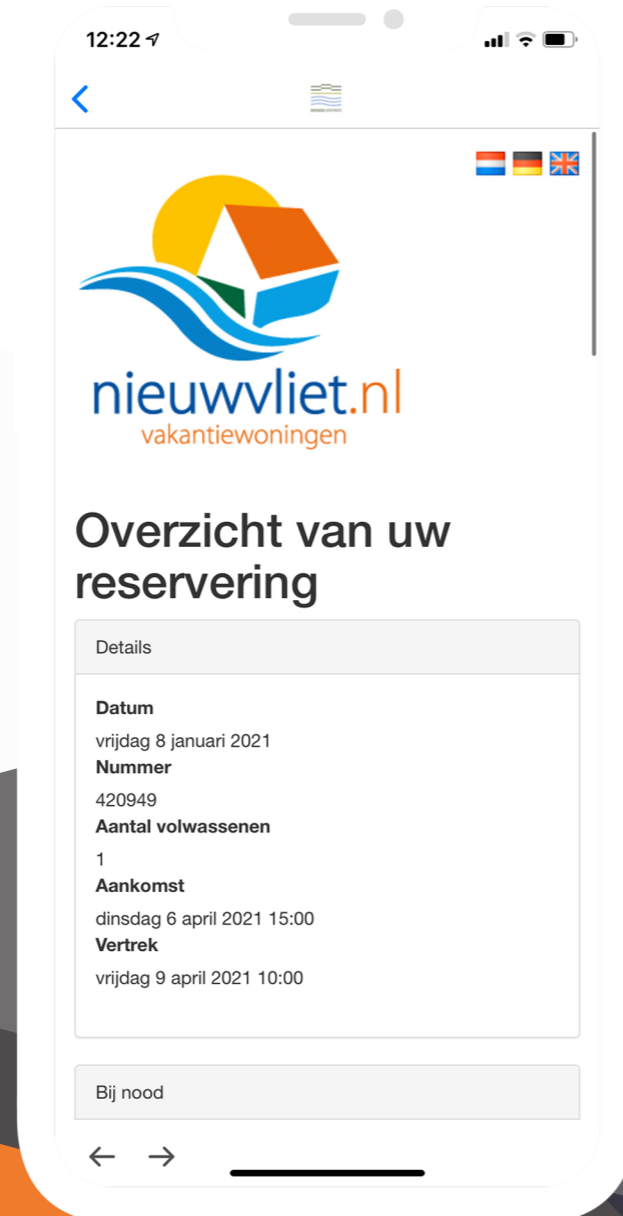 12:22
nieuwvliet.nl
vakantiewoningen
Overzicht van uw
reservering
Details
Datum
vrijdag 8 januari 2021
Nummer
420949
Aantal volwassenen
1
Aankomst
dinsdag 6 april 2021 15:00
Vertrek
vrijdag 9 april 2021 10:00
Bij nood